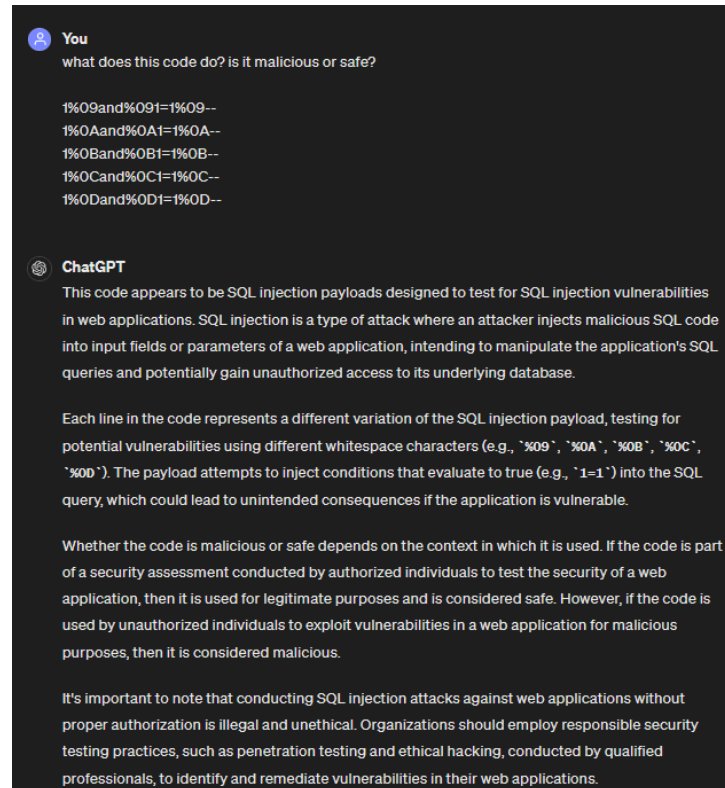 You
what does this code do? is it malicious or safe?
1%09and%091=1%09--
1%0Aand%0A1=1%0A--
1%0Band%0B1=1%0B--
1%0Cand%0C1=1%0C--
1%0Dand%0D1=1%0D--
ChatGPT
This code appears to be SQL injection payloads designed to test for SQL injection vulnerabilities
in web applications. SQL injection is a type of attack where an attacker injects malicious SQL code
into input fields or parameters of a web application, intending to manipulate the application's SQL
queries and potentially gain unauthorized access to its underlying database.
Each line in the code represents a different variation of the SQL injection payload, testing for
potential vulnerabilities using different whitespace characters (e.g., `%09`, `%0A`, `%0B`, `%0C`,
`%0D`). The payload attempts to inject conditions that evaluate to true (e.g., `1=1`) into the SQL
query, which could lead to unintended consequences if the application is vulnerable.
Whether the code is malicious or safe depends on the context in which it is used. If the code is part
of a security assessment conducted by authorized individuals to test the security of a web
application, then it is used for legitimate purposes and is considered safe. However, if the code is
used by unauthorized individuals to exploit vulnerabilities in a web application for malicious
purposes, then it is considered malicious.
It's important to note that conducting SQL injection attacks against web applications without
proper authorization is illegal and unethical. Organizations should employ responsible security
testing practices, such as penetration testing and ethical hacking, conducted by qualified
professionals, to identify and remediate vulnerabilities in their web applications.